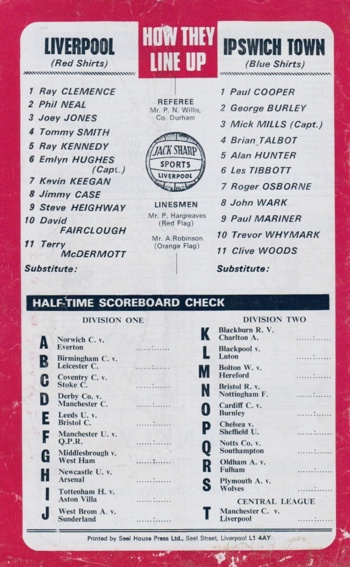 HOW THEY
LINE UP
LIVERPOOL
(Red Shirts)
1 Ray CLEMENCE
2 Phil NEAL
3 Joey JONES
4 Tommy SMITH
5 Ray KENNEDY
6 Emlyn HUGHES
(Capt.)
7 Kevin KEEGAN
8 Jimmy CASE
9 Steve HEIGHWAY
10 David
FAIRCLOUGH
11 Terry
McDERMOTT
Substitute:
REFEREE
Mr. P. N. Willis,
Co. Durham
JACK SHARP
SPORTS
LIVERPOOL
LINESMEN
Mr. P. Hargreaves
(Red Flag)
Mr. A.Robinson
(Orange Flag)
IPSWICH TOWN
(Blue Shirts)
1 Paul COOPER
2 George BURLEY
3 Mick MILLS (Capt.)
4 Brian TALBOT
5 Alan HUNTER
6 Les TIBBOTT
7 Roger OSBORNE
8 John WARK
9 Paul MARINER
10 Trevor WHYMARK
11 Clive WOODS
Substitute:
HALF-TIME SCOREBOARD CHECK
DIVISION ONE
A Norwich C. v.
Everton
B Birmingham C. v.
Leicester C.
C Coventry C. v.
Stoke C.
D Derby Co. v.
Manchester C.
E Leeds U. v.
Bristol C.
F Manchester U. v.
Q.P.R.
G Middlesbrough v.
West Ham
H Newcastle U. v.
Arsenal
I Tottenham H. v.
Aston Villa
J West Brom A. v.
Sunderland
DIVISION TWO
K Blackburn R. V.
Charlton A.
L Blackpool v.
Luton
M Bolton W. v.
Hereford
N Bristol R. v.
Nottingham F.
O Cardiff C. v.
Burnley
P Chelsea v.
Sheffield U.
Q Notts Co. v.
Southampton
R Oldham A. v.
Fulham
S Plymouth A. v.
Wolves
CENTRAL LEAGUE
T Manchester C. v.
Liverpool
Printed by Seel House Press Ltd., Seel Street, Liverpool L1 4AY